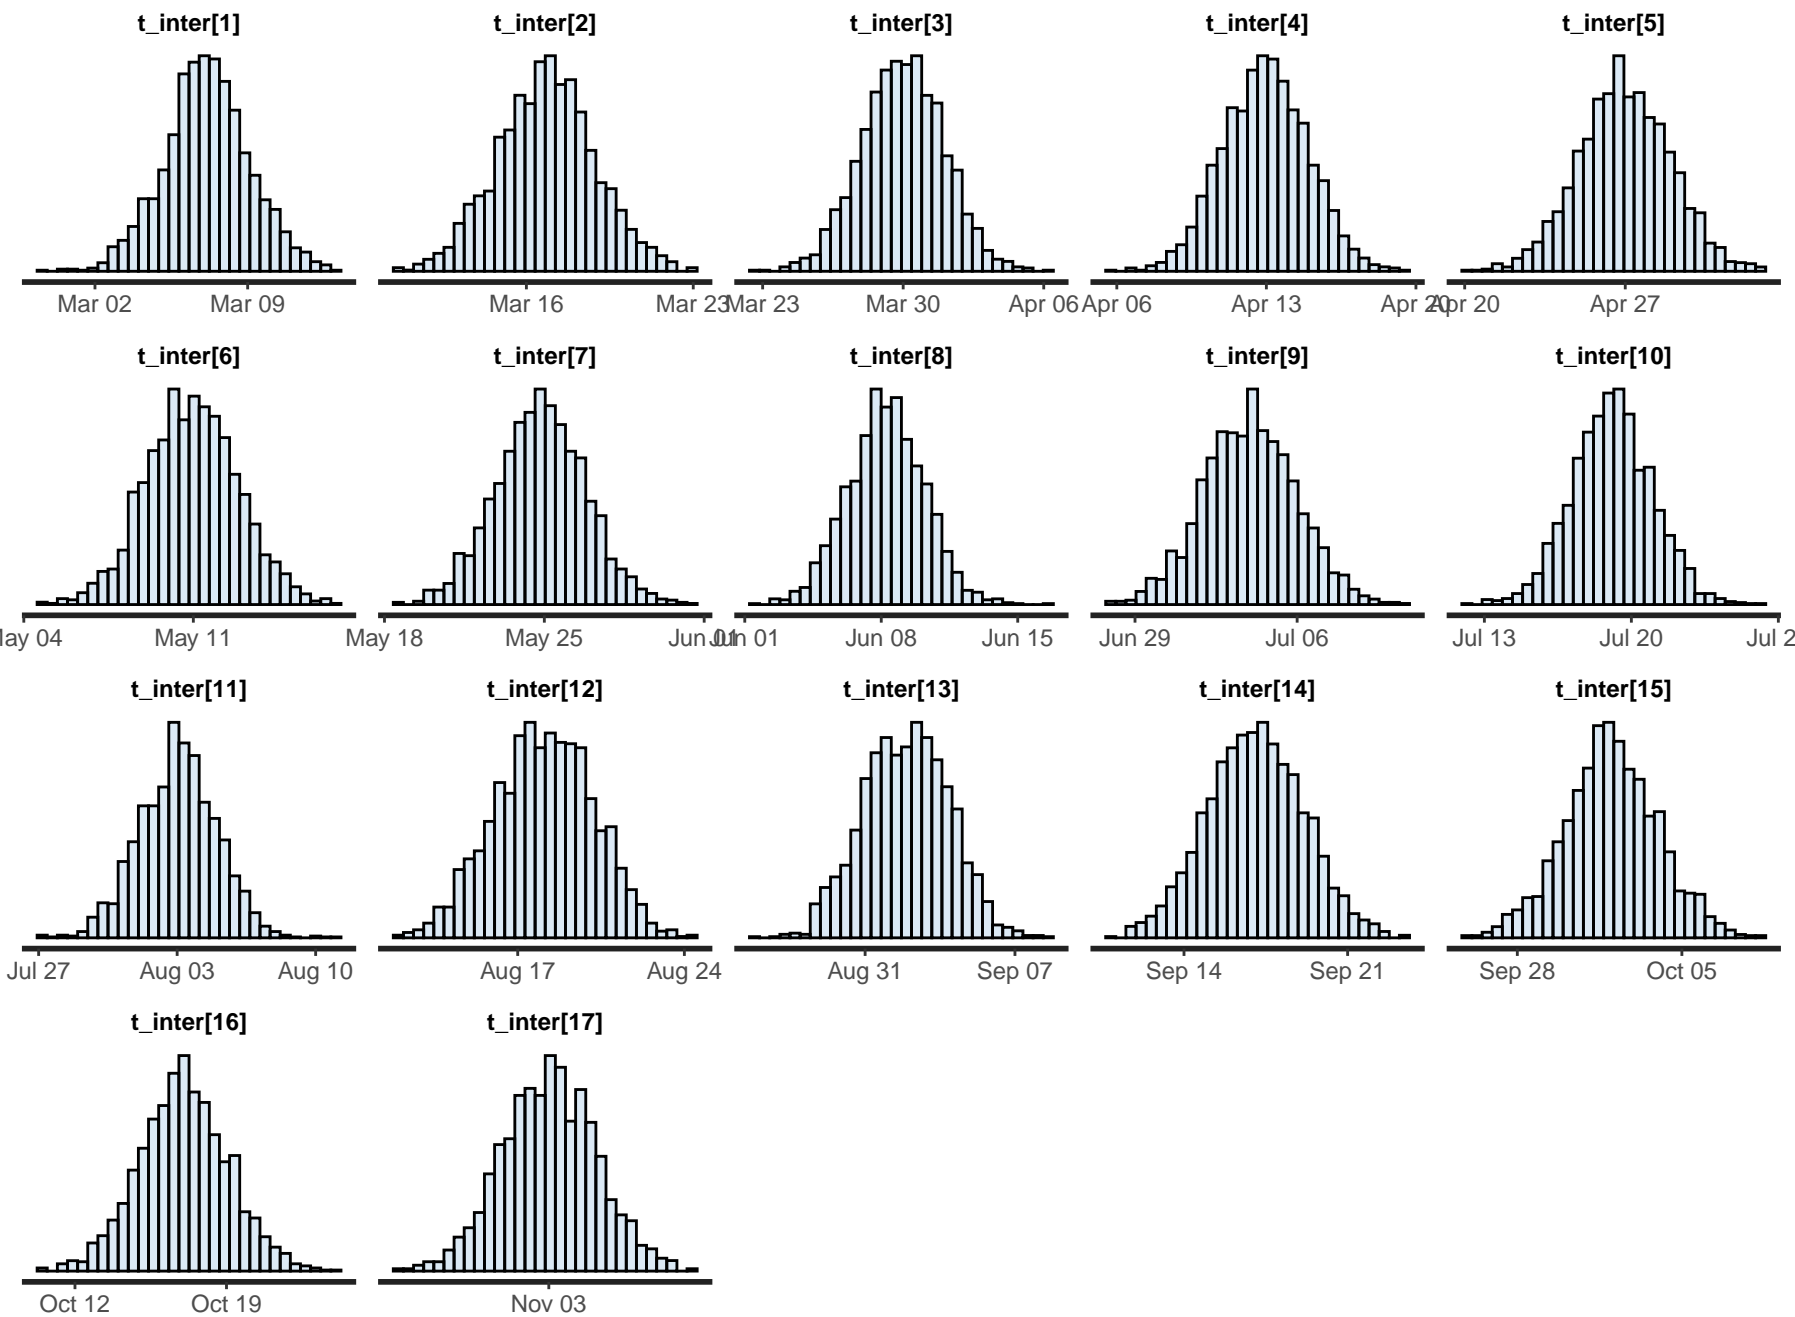 t_inter[1] t_inter[2] t_inter[3] t_inter[4] t_inter[5]
Mar 02 Mar 09 Mar 16 Mar 23 Mar 23 Mar 30 Apr 06 Apr 06 Apr 13 Apr 20 Apr 20 Apr 27
t_inter[6] t_inter[7] t_inter[8] t_inter[9] t_inter[10]
May 04 May 11 May 18 May 25 Jun 01 Jun 01 Jun 08 Jun 15 Jun 29 Jul 06 Jul 13 Jul 20 Jul 2
t_inter[11] t_inter[12] t_inter[13] t_inter[14] t_inter[15]
Jul 27 Aug 03 Aug 10 Aug 17 Aug 24 Aug 31 Sep 07 Sep 14 Sep 21 Sep 28 Oct 05
t_inter[16] t_inter[17]
Oct 12 Oct 19 Nov 03